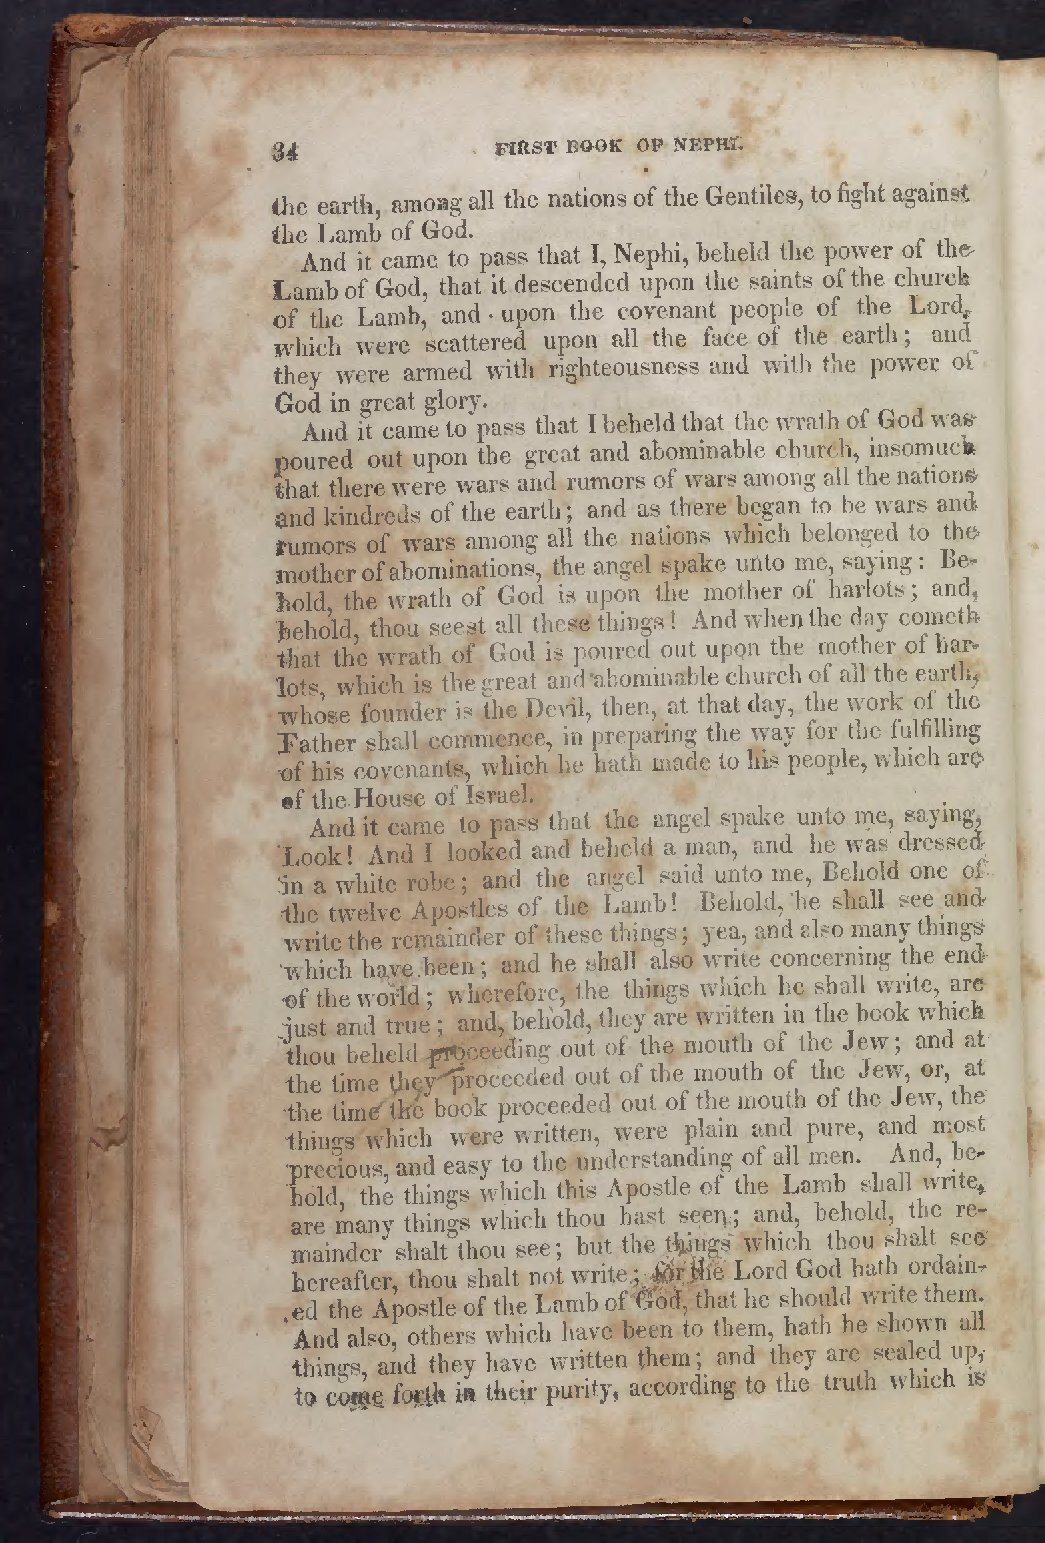 34 FIRST BOOK OF NEPHI.
the earth, among all the nations of the Gentiles, to fight against
the Lamb of God.
And it came to pass that I, Nephi, beheld the power of the
Lamb of God, that it descended upon the saints of the church
of the Lamb, and upon the covenant people of the Lord,
which were scattered upon all the face of the earth; and
they were armed with righteousness and with the power of
God in great glory.
And it came to pass that I beheld that the wrath of God was
poured out upon the great and abominable church, insomuch
that there were wars and rumors of wars among all the nations
and kindreds of the earth; and as there began to be wars and
rumors of wars among all the nations which belonged to the
mother of abominations, the angel spake unto me, saying: Be-
hold, the wrath of God is upon the mother of harlots; and,
behold, thou seest all these things! And when the day cometh
that the wrath of God is poured out upon the mother of har-
lots, which is the great and abominable church of all the earth,
whose founder is the Devil, then, at that day, the work of the
Father shall commence, in preparing the way for the fulfilling
of his covenants, which he hath made to his people, which are
of the House of Israel.
And it came to pass that the angel spake unto me, saying,
Look! And I looked and beheld a man, and he was dressed
in a white robe; and the angel said unto me, Behold one of
the twelve Apostles of the Lamb! Behold, he shall see and
write the remainder of these things; yea, and also many things
which have been; and he shall also write concerning the end
of the world; wherefore, the things which he shall write, are
just and true; and, behold, they are written in the book which
thou beheld proceeding out of the mouth of the Jew; and at
the time they proceeded out of the mouth of the Jew, or, at
the time the book proceeded out of the mouth of the Jew, the
things which were written, were plain and pure, and most
precious, and easy to the understanding of all men. And, be-
hold, the things which this Apostle of the Lamb shall write,
are many things which thou hast seen; and, behold, the re-
mainder shalt thou see; but the things which thou shalt see
hereafter, thou shalt not write; for the Lord God hath ordain-
ed the Apostle of the Lamb of God, that he should write them.
And also, others which have been to them, hath he shown all
things, and they have written them; and they are sealed up,
to come forth in their purity, according to the truth which is